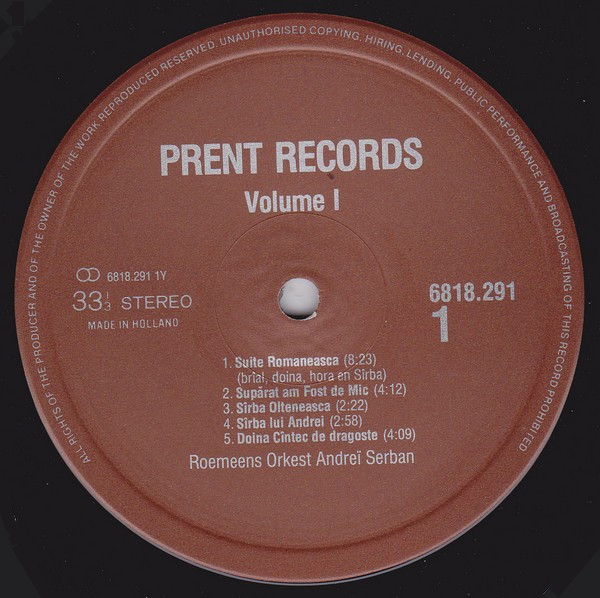 ALL RIGHTS OF THE PRODUCER AND OF THE OWNER OF THE WORK REPRODUCED RESERVED. UNAUTHORISED COPYING, HIRING, LENDING, PUBLIC PERFORMANCE AND BROADCASTING OF THIS RECORD PROHIBITED
PRENT RECORDS
Volume I
6818.291 1Y
33 1/3 STEREO
MADE IN HOLLAND
6818.291
1
1. Suite Romaneasca (8:23)
(brîal, doina, hora en Sîrba)
2. Supărat am Fost de Mic (4:12)
3. Sîrba Olteneasca (2:22)
4. Sîrba lui Andrei (2:58)
5. Doina Cîntec de dragoste (4:09)
Roemeens Orkest Andreï Serban